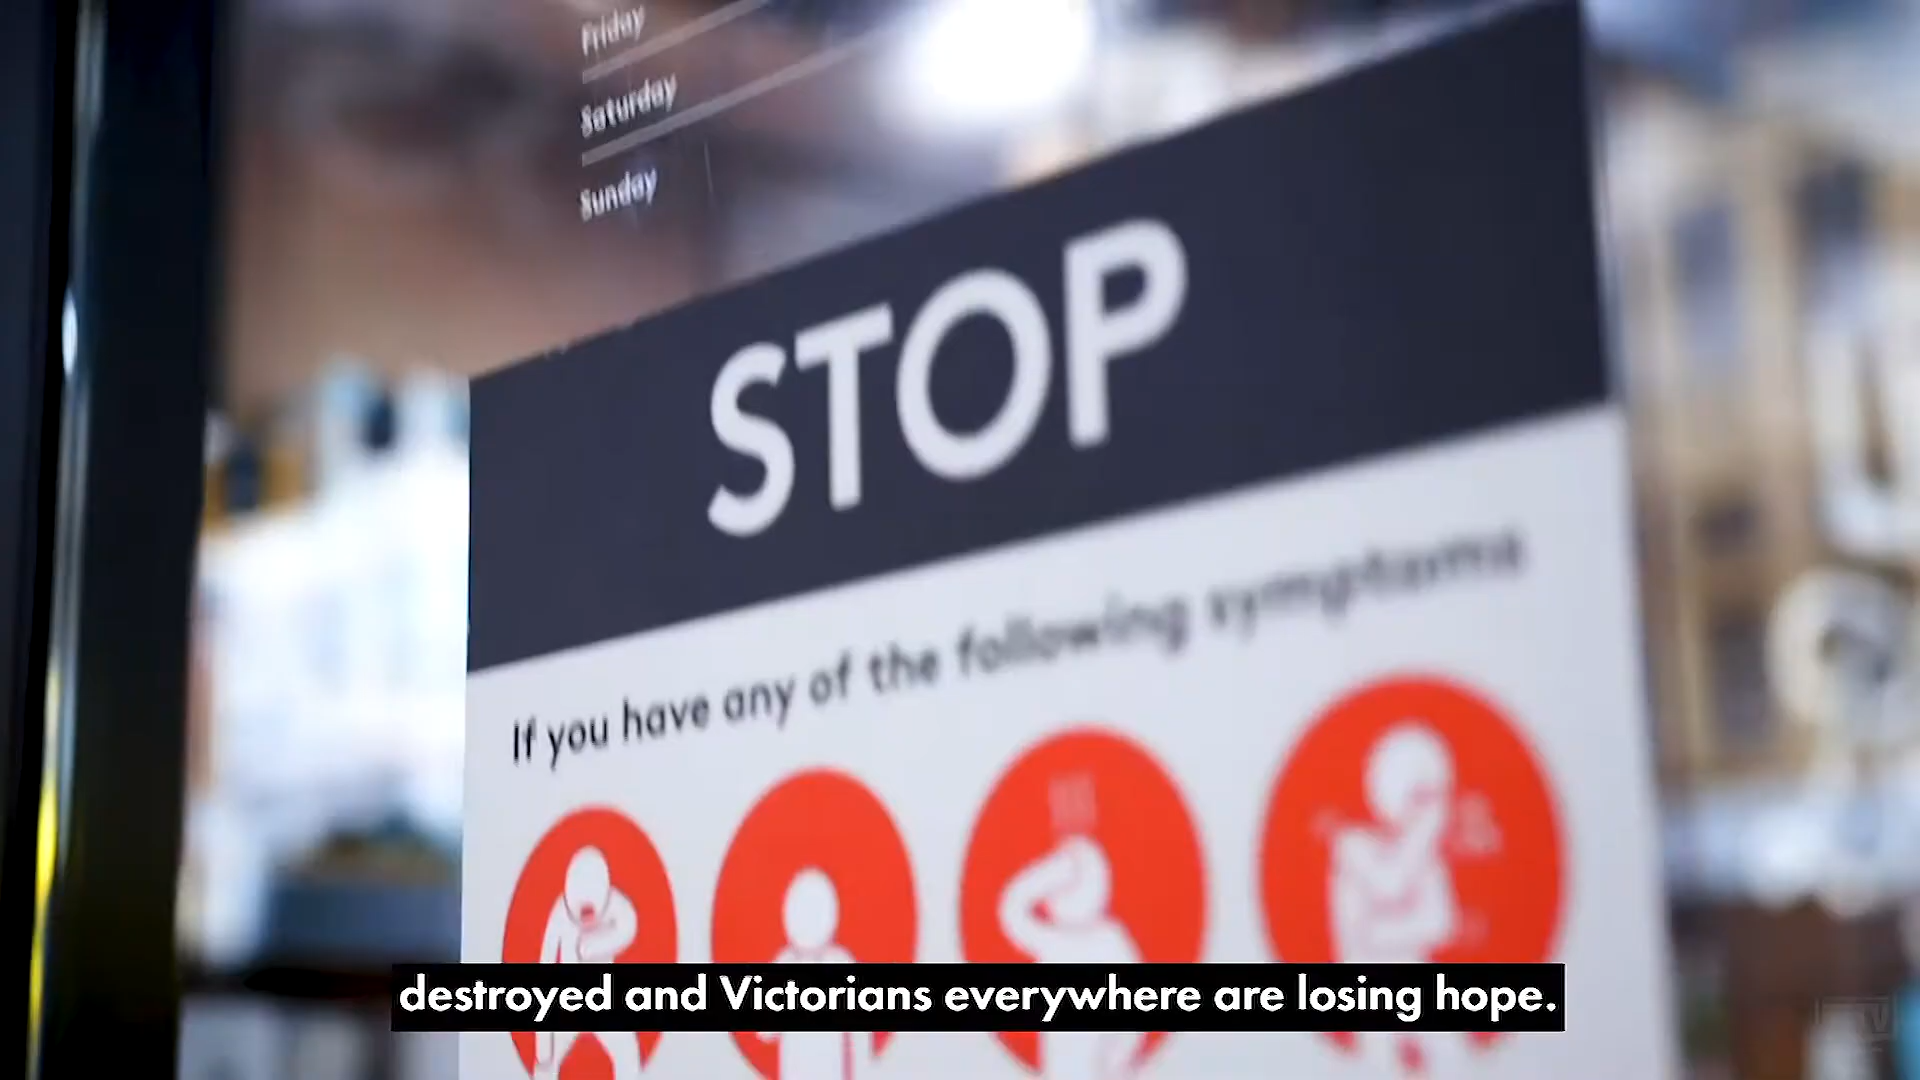 Friday
Saturday
Sunday
STOP
If you have any of the following symptoms
destroyed and Victorians everywhere are losing hope.